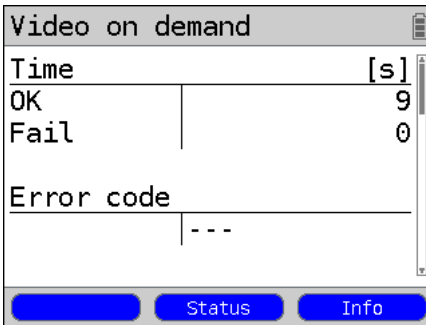 Video on demand
Time [s]
OK 9
Fail 0
Error code
---
Status Info